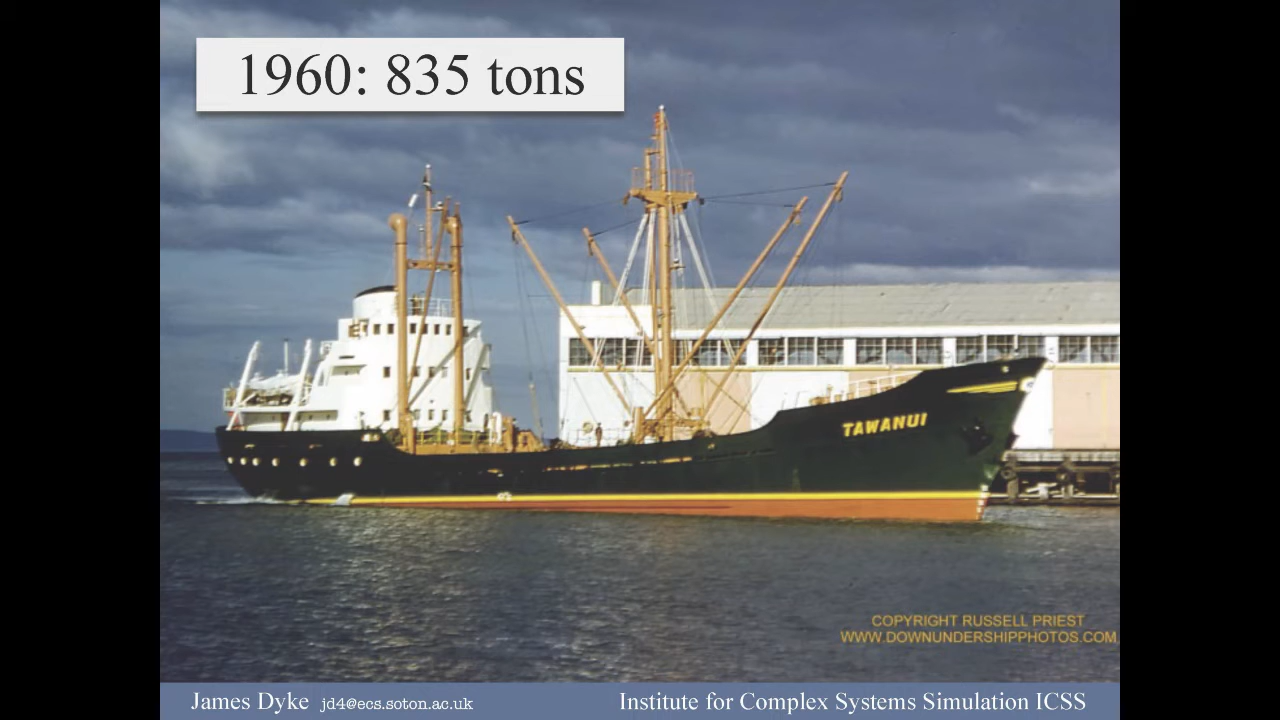 1960: 835 tons
TAWANUI
COPYRIGHT RUSSELL PRIEST
WWW.DOWNUNDERSHIPPHOTOS.COM
James Dyke jd4@ecs.soton.ac.uk
Institute for Complex Systems Simulation ICSS